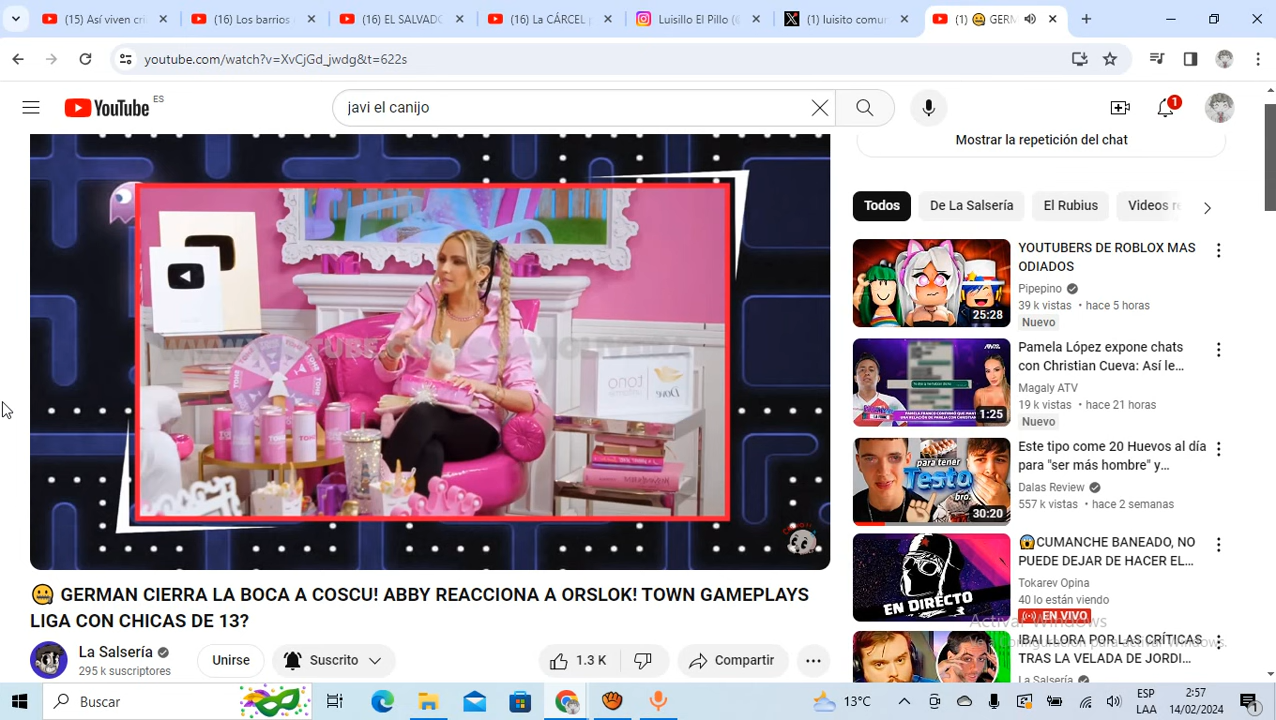 (15) Así viven cri
(16) Los barrios
(16) EL SALVADO
(19) La CÁRCEL p
Luisillo El Pillo (@
(1) luisito comu
(1) 🤐 GERM
youtube.com/watch?v=XvCjGd_jwdg&t=622s
YouTube ES
javi el canijo
1
Mostrar la repetición del chat
Todos
De La Salsería
El Rubius
Videos re
YOUTUBERS DE ROBLOX MAS
ODIADOS
Pipepino
39 k vistas • hace 5 horas
Nuevo
25:28
Pamela López expone chats
con Christian Cueva: Así le...
Magaly ATV
19 k vistas • hace 21 horas
Nuevo
1:25
Este tipo come 20 Huevos al día
para "ser más hombre" y...
Dalas Review
557 k vistas • hace 2 semanas
para tener
Testo
bro.
30:20
😱CUMANCHE BANEADO, NO
PUEDE DEJAR DE HACER EL...
Tokarev Opina
40 lo están viendo
EN VIVO
EN DIRECTO
IBAI LLORA POR LAS CRÍTICAS
TRAS LA VELADA DE JORDI...
La Salsería
Activar Windows
🤐 GERMAN CIERRA LA BOCA A COSCU! ABBY REACCIONA A ORSLOK! TOWN GAMEPLAYS
LIGA CON CHICAS DE 13?
La Salsería
295 k suscriptores
Unirse
Suscrito
1.3 K
Compartir
Buscar
13°C
ESP
LAA
2:57
14/02/2024
1